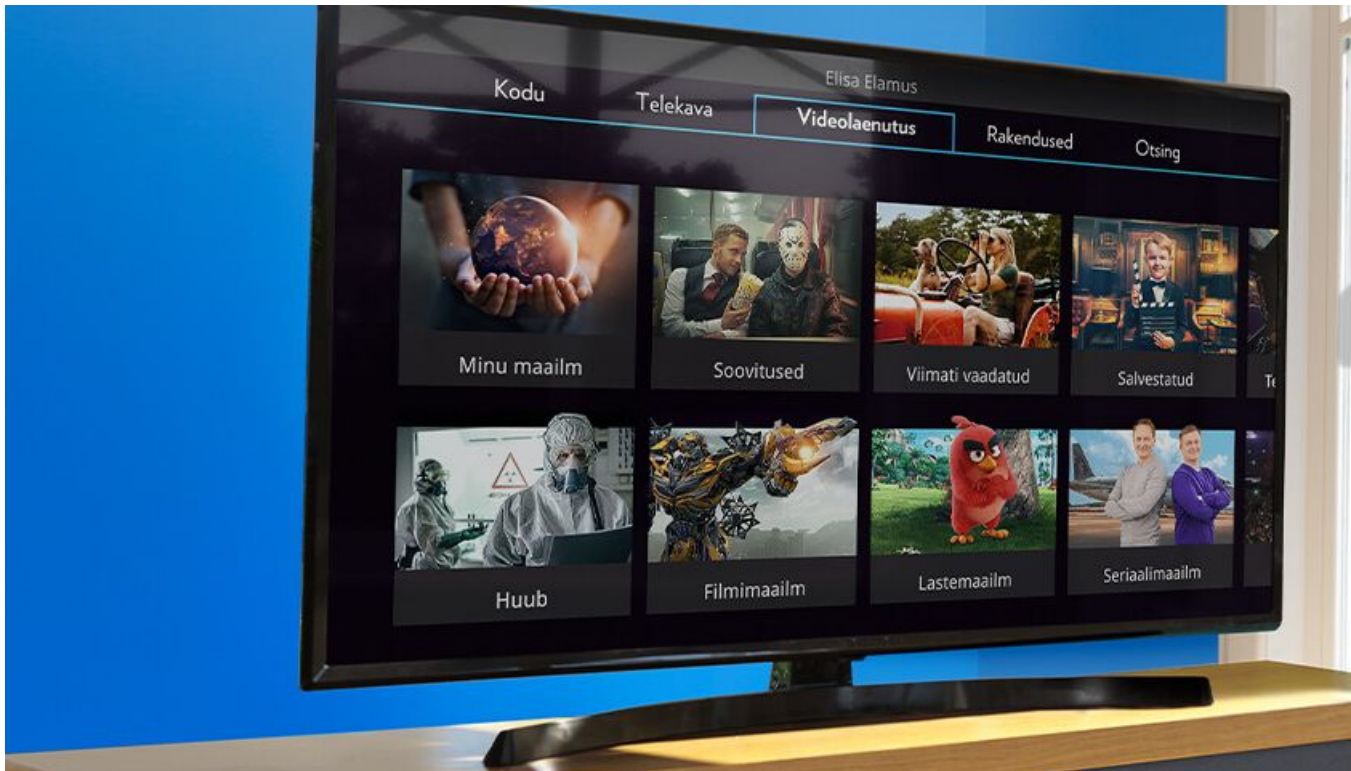 Elisa Elamus
Kodu
Telekava
Videolaenutus
Rakendused
Otsing
Minu maailm
Soovitused
Viimati vaadatud
Salvestatud
Huub
Filmimaailm
Lastemaailm
Seriaalimaailm